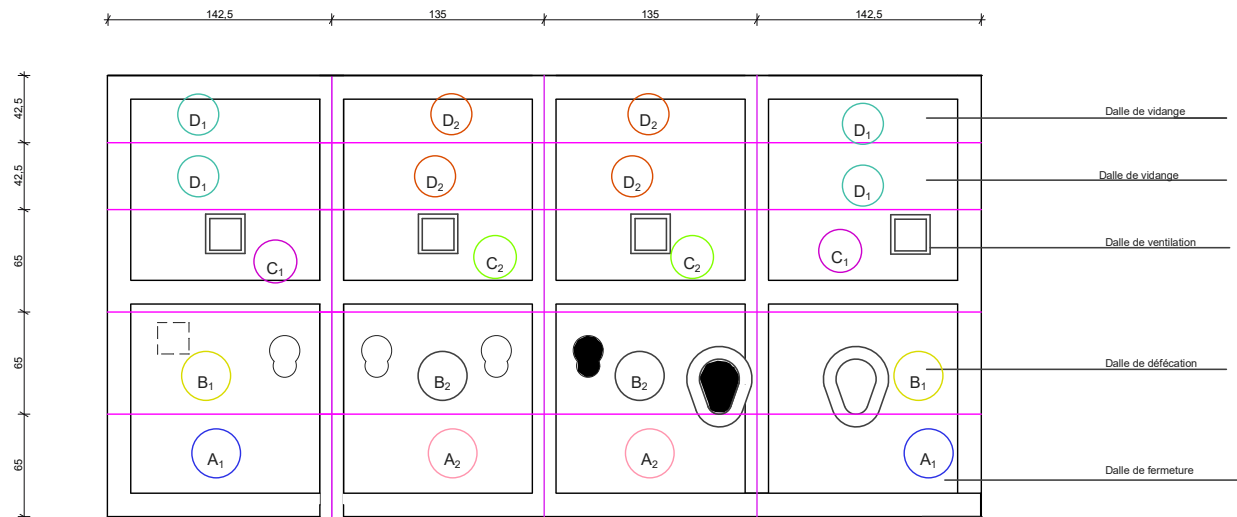 142,5 135 135 142,5
42,5
D1 D2 D2 D1
Dalle de vidange
42,5
D1 D2 D2 D1
Dalle de vidange
65
C1 C2 C2 C1
Dalle de ventilation
65
B1 B2 B2 B1
Dalle de défécation
65
A1 A2 A2 A1
Dalle de fermeture